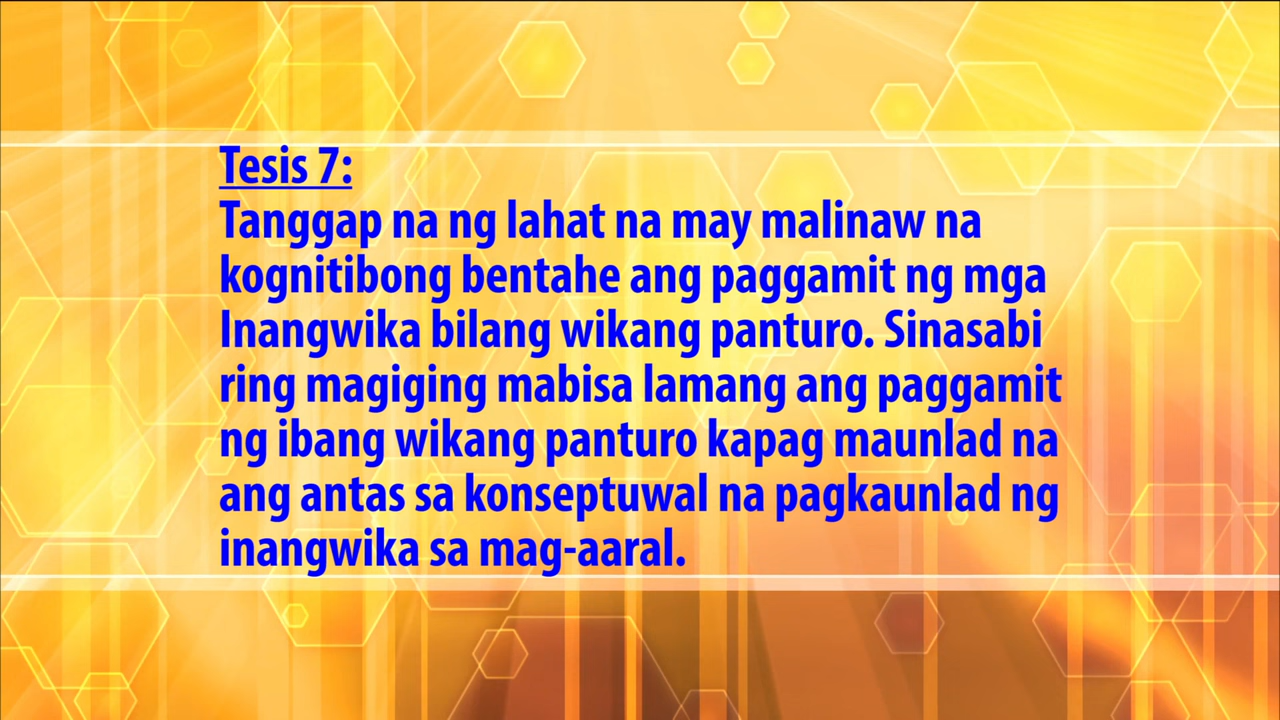 Tesis 7:
Tanggap na ng lahat na may malinaw na
kognitibong bentahe ang paggamit ng mga
Inangwika bilang wikang panturo. Sinasabi
ring magiging mabisa lamang ang paggamit
ng ibang wikang panturo kapag maunlad na
ang antas sa konseptuwal na pagkaunlad ng
inangwika sa mag-aaral.